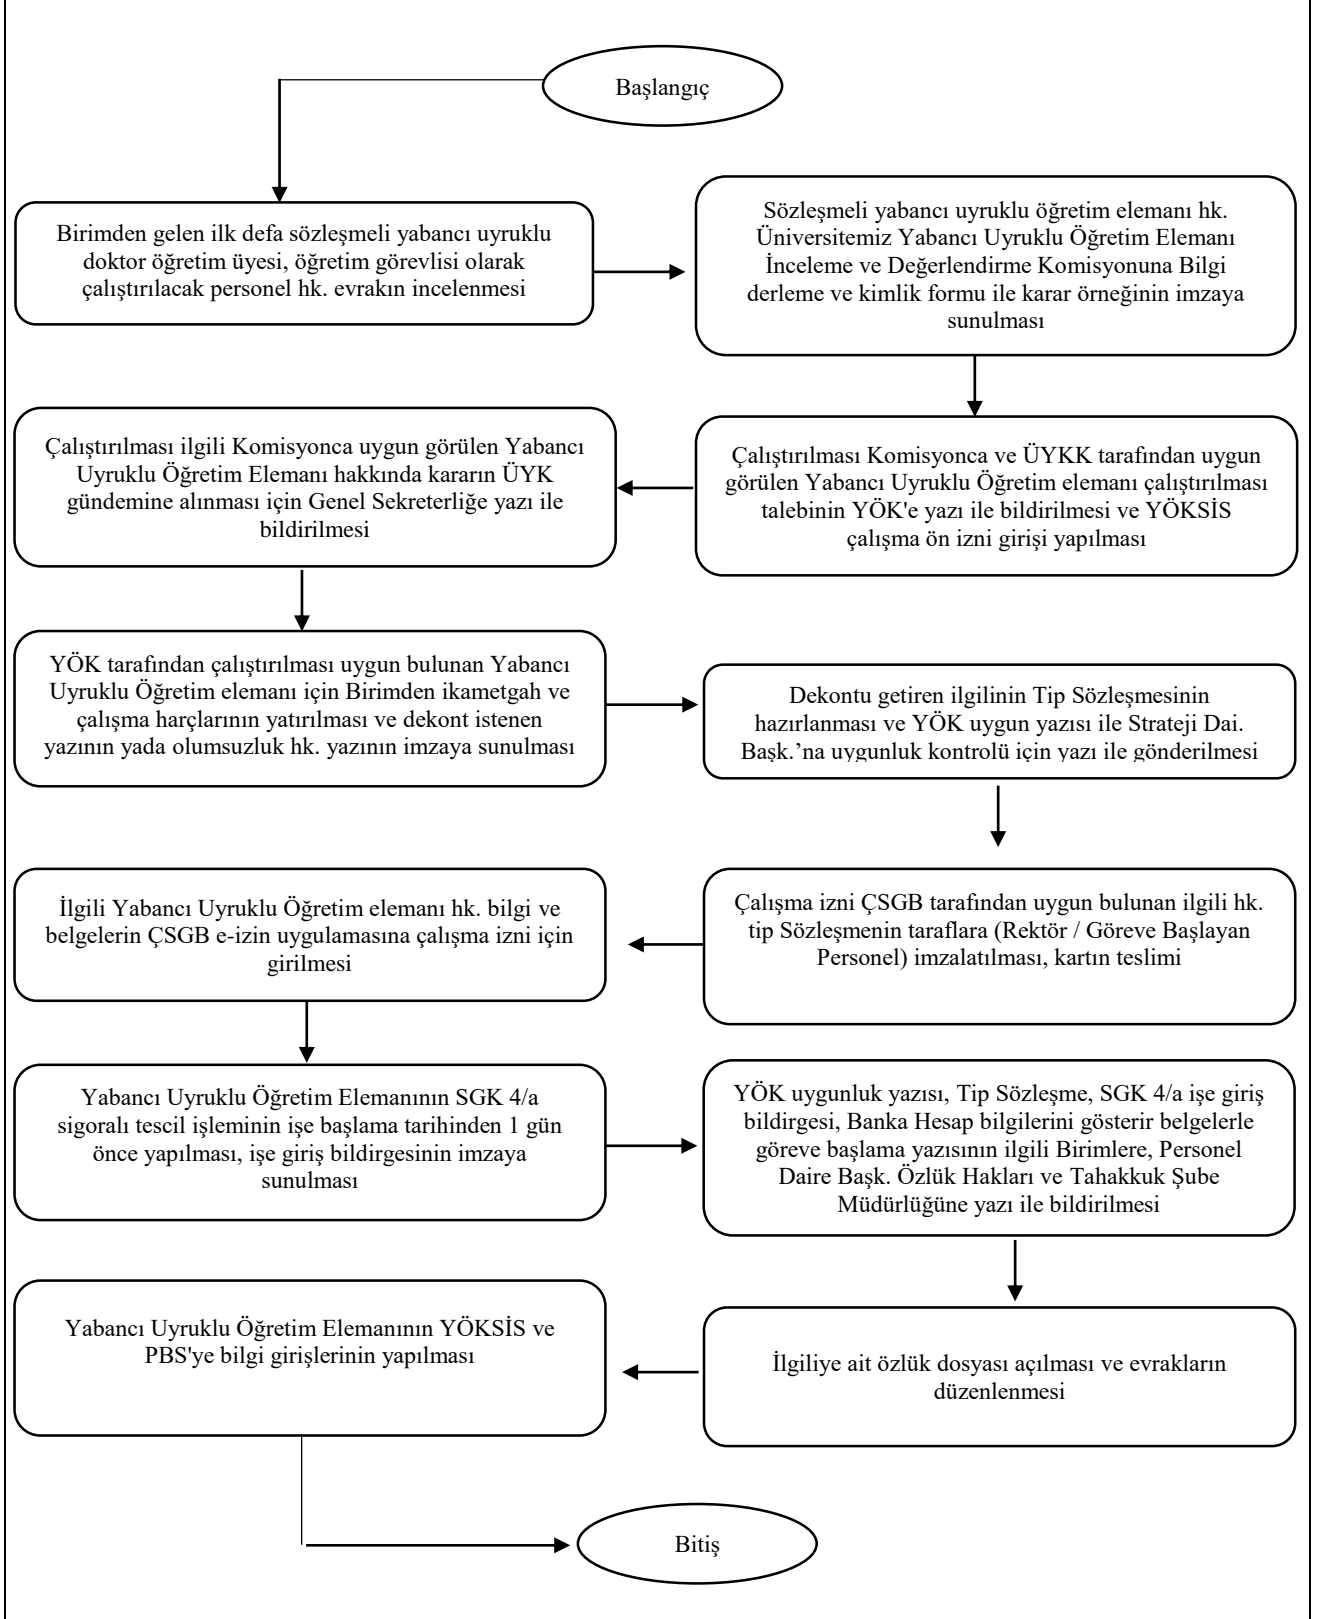 Başlangıç
Birimden gelen ilk defa sözleşmeli yabancı uyruklu
doktor öğretim üyesi, öğretim görevlisi olarak
çalıştırılacak personel hk. evrakın incelenmesi
Sözleşmeli yabancı uyruklu öğretim elemanı hk.
Üniversitemiz Yabancı Uyruklu Öğretim Elemanı
İnceleme ve Değerlendirme Komisyonuna Bilgi
derleme ve kimlik formu ile karar örneğinin imzaya
sunulması
Çalıştırılması Komisyonca ve ÜYKK tarafından uygun
görülen Yabancı Uyruklu Öğretim elemanı çalıştırılması
talebinin YÖK'e yazı ile bildirilmesi ve YÖKSİS
çalışma ön izni girişi yapılması
Çalıştırılması ilgili Komisyonca uygun görülen Yabancı
Uyruklu Öğretim Elemanı hakkında kararın ÜYK
gündemine alınması için Genel Sekreterliğe yazı ile
bildirilmesi
YÖK tarafından çalıştırılması uygun bulunan Yabancı
Uyruklu Öğretim elemanı için Birimden ikametgah ve
çalışma harçlarının yatırılması ve dekont istenen
yazının yada olumsuzluk hk. yazının imzaya sunulması
Dekontu getiren ilgilinin Tip Sözleşmesinin
hazırlanması ve YÖK uygun yazısı ile Strateji Dai.
Başk.’na uygunluk kontrolü için yazı ile gönderilmesi
Çalışma izni ÇSGB tarafından uygun bulunan ilgili hk.
tip Sözleşmenin taraflara (Rektör / Göreve Başlayan
Personel) imzalatılması, kartın teslimi
İlgili Yabancı Uyruklu Öğretim elemanı hk. bilgi ve
belgelerin ÇSGB e-izin uygulamasına çalışma izni için
girilmesi
Yabancı Uyruklu Öğretim Elemanının SGK 4/a
sigoralı tescil işleminin işe başlama tarihinden 1 gün
önce yapılması, işe giriş bildirgesinin imzaya
sunulması
YÖK uygunluk yazısı, Tip Sözleşme, SGK 4/a işe giriş
bildirgesi, Banka Hesap bilgilerini gösterir belgelerle
göreve başlama yazısının ilgili Birimlere, Personel
Daire Başk. Özlük Hakları ve Tahakkuk Şube
Müdürlüğüne yazı ile bildirilmesi
İlgiliye ait özlük dosyası açılması ve evrakların
düzenlenmesi
Yabancı Uyruklu Öğretim Elemanının YÖKSİS ve
PBS'ye bilgi girişlerinin yapılması
Bitiş